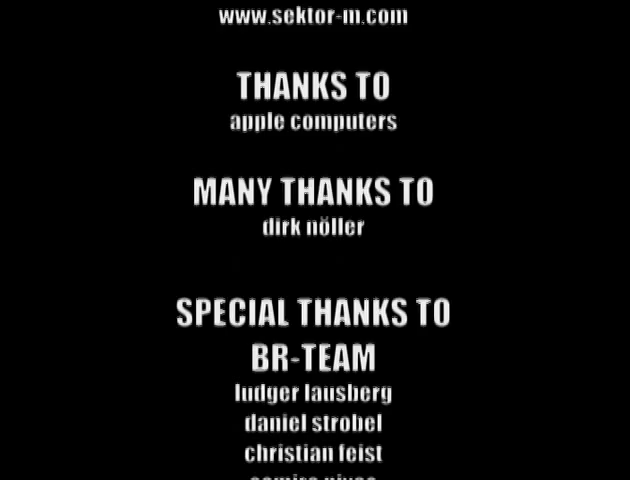 www.sektor-m.com
THANKS TO
apple computers
MANY THANKS TO
dirk nöller
SPECIAL THANKS TO
BR-TEAM
ludger lausberg
daniel strobel
christian feist